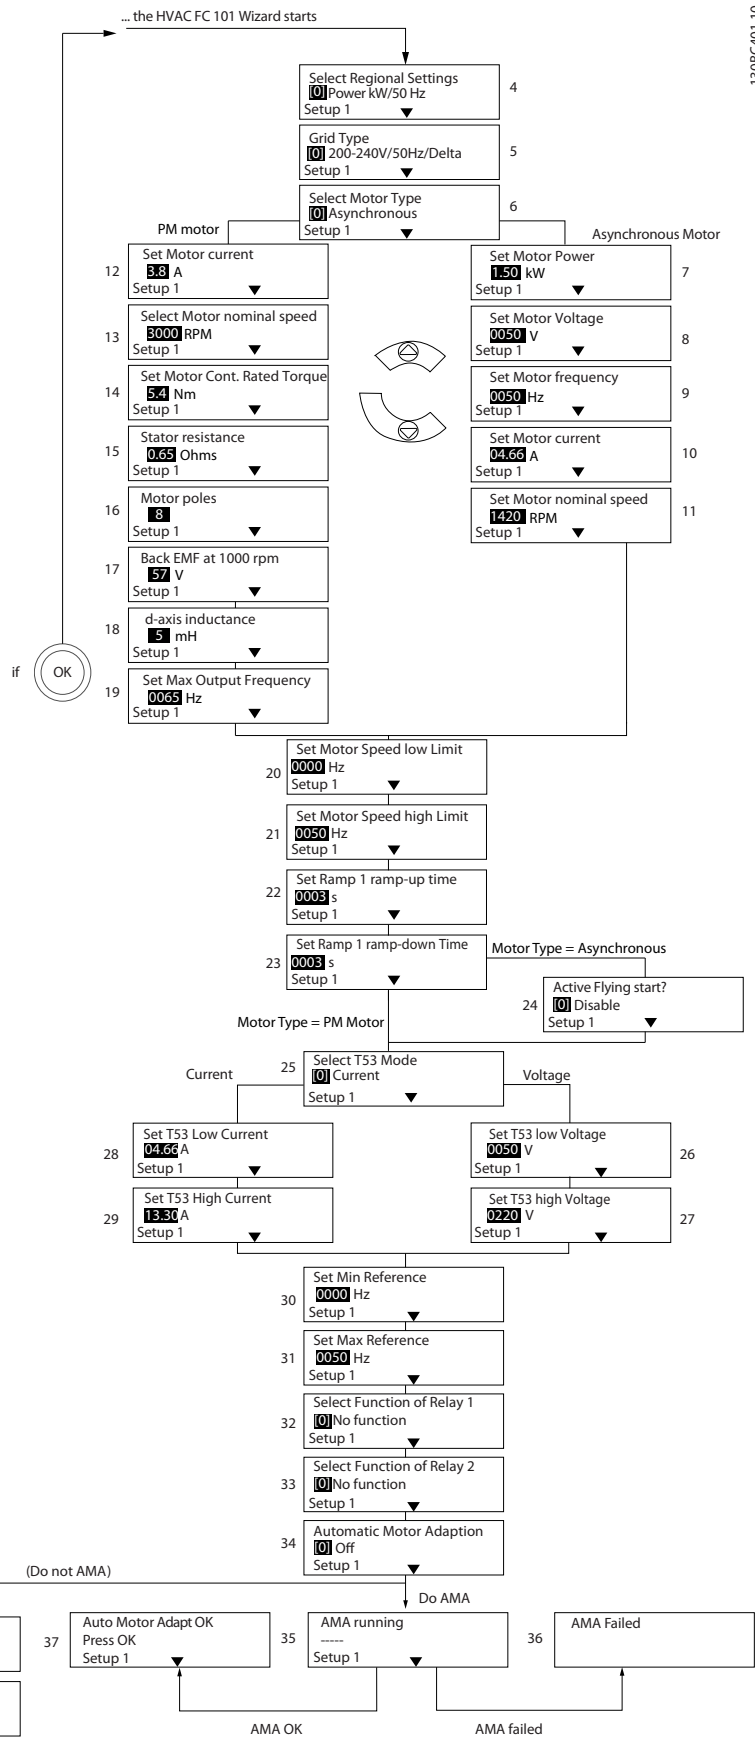 ... the HVAC FC 101 Wizard starts
130BC401.10
Select Regional Settings
[0] Power kW/50 Hz
Setup 1
4
Grid Type
[0] 200-240V/50Hz/Delta
Setup 1
5
Select Motor Type
[0] Asynchronous
Setup 1
6
PM motor
Asynchronous Motor
12
Set Motor current
3.8 A
Setup 1
13
Select Motor nominal speed
3000 RPM
Setup 1
14
Set Motor Cont. Rated Torque
5.4 Nm
Setup 1
15
Stator resistance
0.65 Ohms
Setup 1
16
Motor poles
8
Setup 1
17
Back EMF at 1000 rpm
57 V
Setup 1
18
d-axis inductance
5 mH
Setup 1
19
Set Max Output Frequency
0065 Hz
Setup 1
Set Motor Power
1.50 kW
Setup 1
7
Set Motor Voltage
0050 V
Setup 1
8
Set Motor frequency
0050 Hz
Setup 1
9
Set Motor current
04.66 A
Setup 1
10
Set Motor nominal speed
1420 RPM
Setup 1
11
if
OK
20
Set Motor Speed low Limit
0000 Hz
Setup 1
21
Set Motor Speed high Limit
0050 Hz
Setup 1
22
Set Ramp 1 ramp-up time
0003 s
Setup 1
23
Set Ramp 1 ramp-down Time
0003 s
Setup 1
Motor Type = Asynchronous
24
Active Flying start?
[0] Disable
Setup 1
Motor Type = PM Motor
25
Select T53 Mode
[0] Current
Setup 1
Current
Voltage
28
Set T53 Low Current
04.66 A
Setup 1
29
Set T53 High Current
13.30 A
Setup 1
Set T53 low Voltage
0050 V
Setup 1
26
Set T53 high Voltage
0220 V
Setup 1
27
30
Set Min Reference
0000 Hz
Setup 1
31
Set Max Reference
0050 Hz
Setup 1
32
Select Function of Relay 1
[0] No function
Setup 1
33
Select Function of Relay 2
[0] No function
Setup 1
34
Automatic Motor Adaption
[0] Off
Setup 1
(Do not AMA)
Do AMA
37
Auto Motor Adapt OK
Press OK
Setup 1
35
AMA running
-----
Setup 1
36
AMA Failed
AMA OK
AMA failed